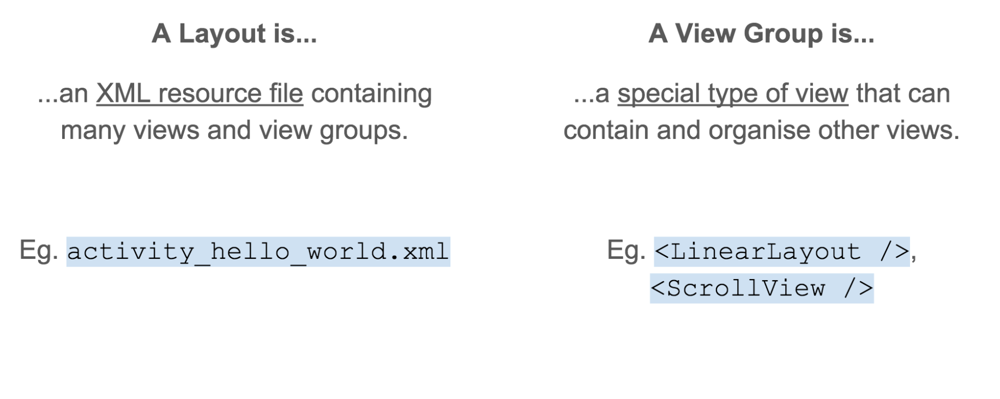 A Layout is...
...an XML resource file containing
many views and view groups.
Eg. activity_hello_world.xml
A View Group is...
...a special type of view that can
contain and organise other views.
Eg. <LinearLayout />,
<ScrollView />